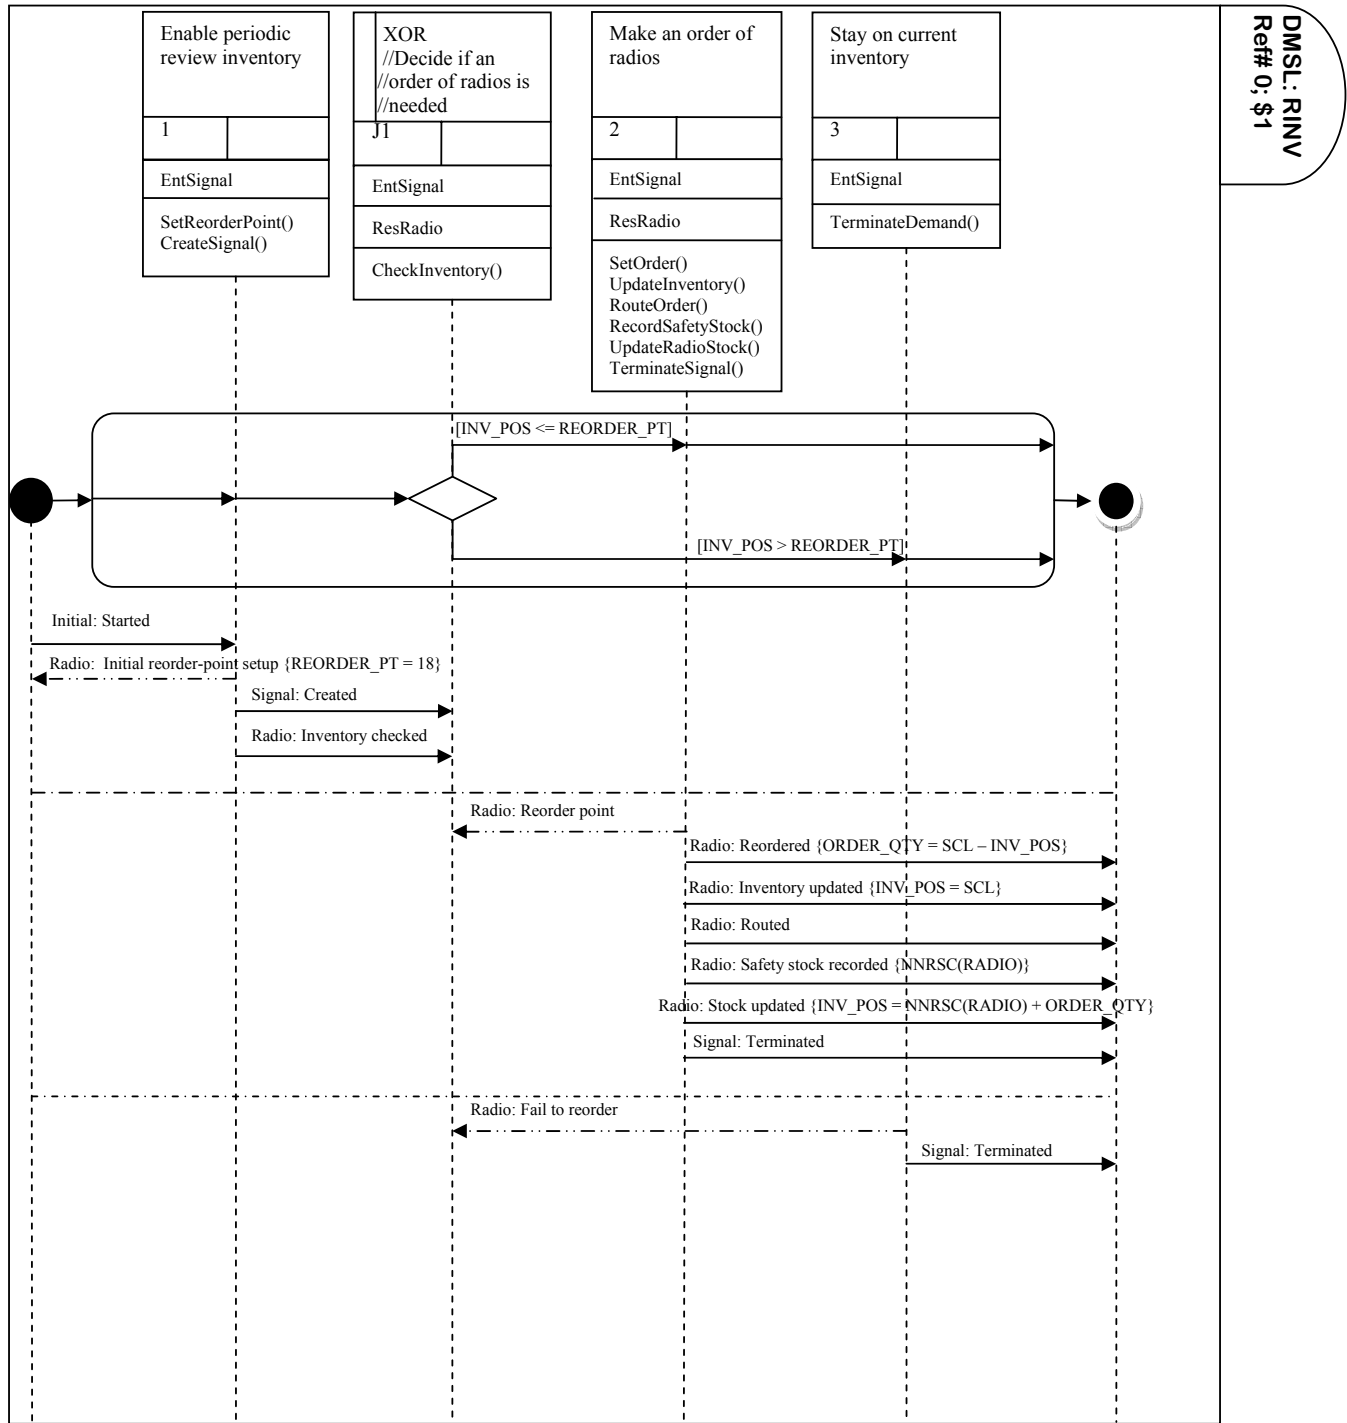 DMSL: RINV
Ref# 0; $1
Enable periodic
review inventory
1
EntSignal
SetReorderPoint()
CreateSignal()
XOR
//Decide if an
//order of radios is
//needed
J1
EntSignal
ResRadio
CheckInventory()
Make an order of
radios
2
EntSignal
ResRadio
SetOrder()
UpdateInventory()
RouteOrder()
RecordSafetyStock()
UpdateRadioStock()
TerminateSignal()
Stay on current
inventory
3
EntSignal
TerminateDemand()
[INV_POS <= REORDER_PT]
[INV_POS > REORDER_PT]
Initial: Started
Radio: Initial reorder-point setup {REORDER_PT = 18}
Signal: Created
Radio: Inventory checked
Radio: Reorder point
Radio: Reordered {ORDER_QTY = SCL – INV_POS}
Radio: Inventory updated {INV_POS = SCL}
Radio: Routed
Radio: Safety stock recorded {NNRSC(RADIO)}
Radio: Stock updated {INV_POS = NNRSC(RADIO) + ORDER_QTY}
Signal: Terminated
Radio: Fail to reorder
Signal: Terminated